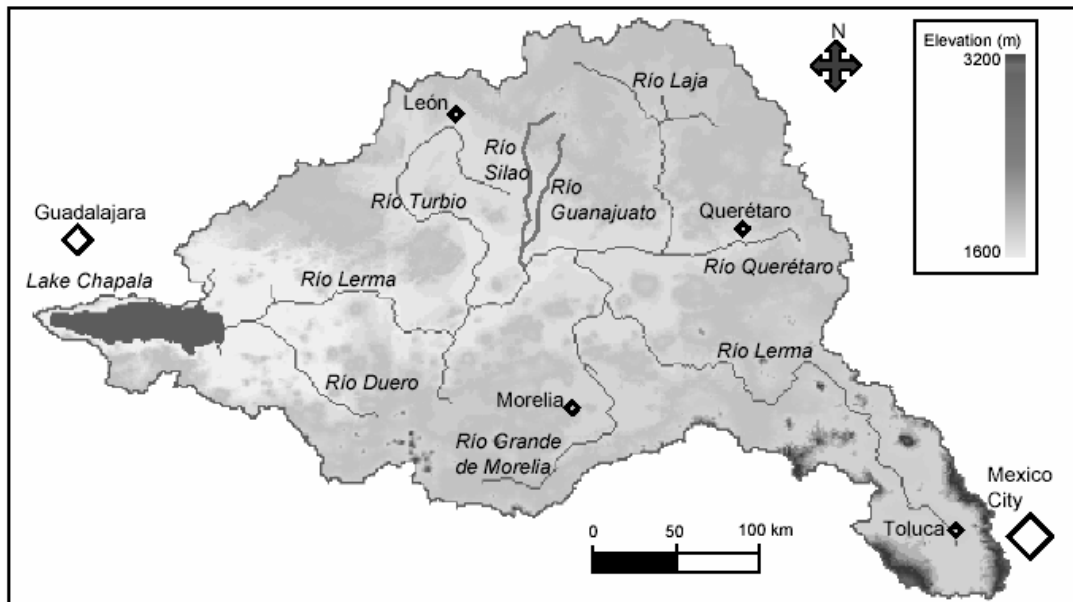 N
Elevation (m)
3200
1600
León
Río Laja
Río
Silao
Río
Guanajuato
Río Turbio
Guadalajara
Querétaro
Río Querétaro
Lake Chapala
Río Lerma
Río Lerma
Río Duero
Morelia
Río Grande
de Morelia
Mexico
City
Toluca
0
50
100 km